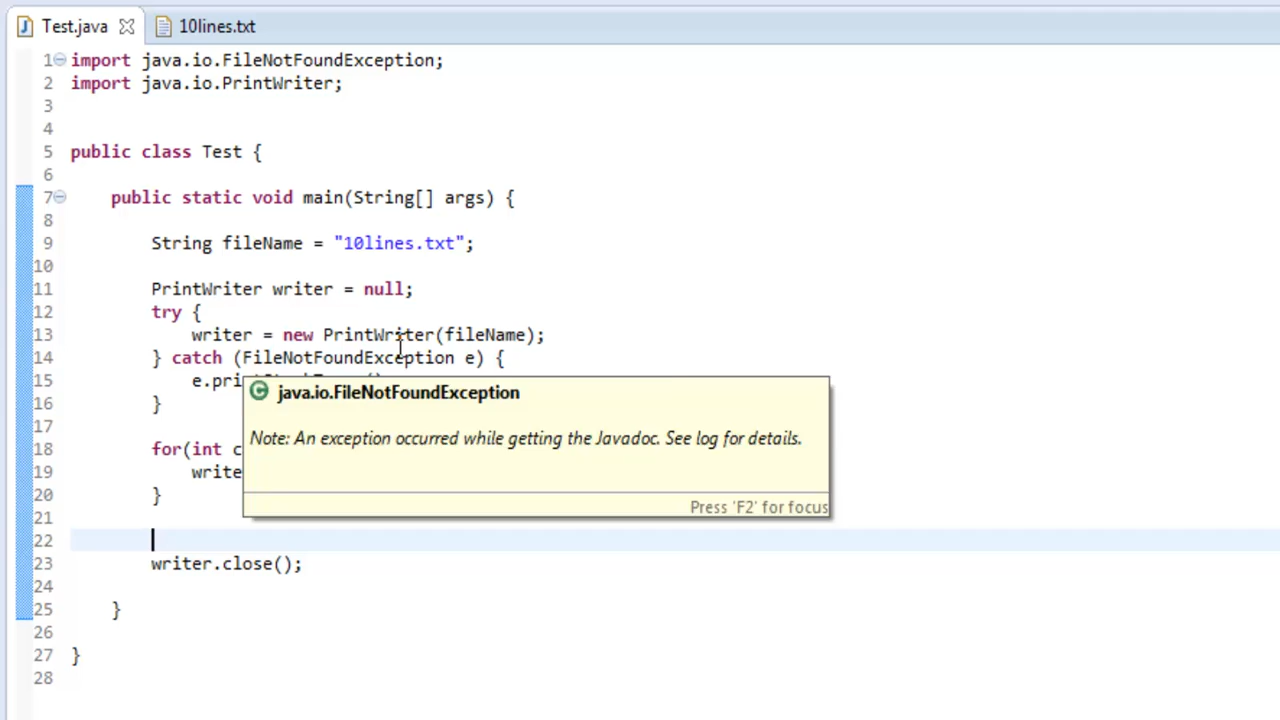 Test.java 10lines.txt
1 import java.io.FileNotFoundException;
2 import java.io.PrintWriter;
3
4
5 public class Test {
6
7 public static void main(String[] args) {
8
9 String fileName = "10lines.txt";
10
11 PrintWriter writer = null;
12 try {
13 writer = new PrintWriter(fileName);
14 } catch (FileNotFoundException e) {
15 e.pri
java.io.FileNotFoundException
16 }
17
Note: An exception occurred while getting the Javadoc. See log for details.
18 for(int c
19 write
20 }
Press 'F2' for focus
21
22
23 writer.close();
24
25 }
26
27 }
28